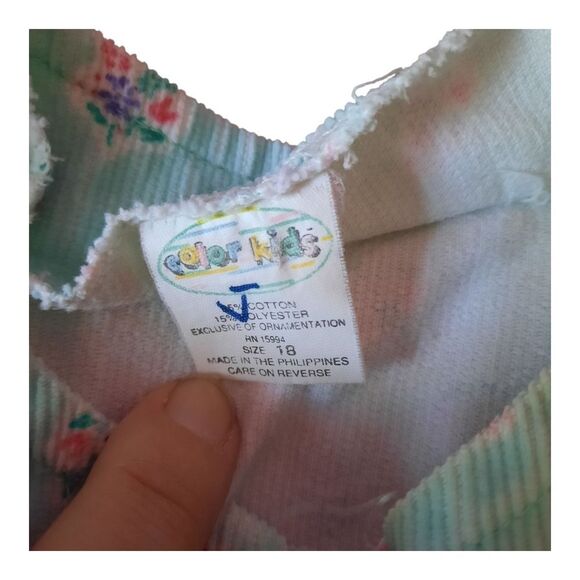 color kids
5% COTTON
15% POLYESTER
EXCLUSIVE OF ORNAMENTATION
RN 15994
SIZE 18
MADE IN THE PHILIPPINES
CARE ON REVERSE